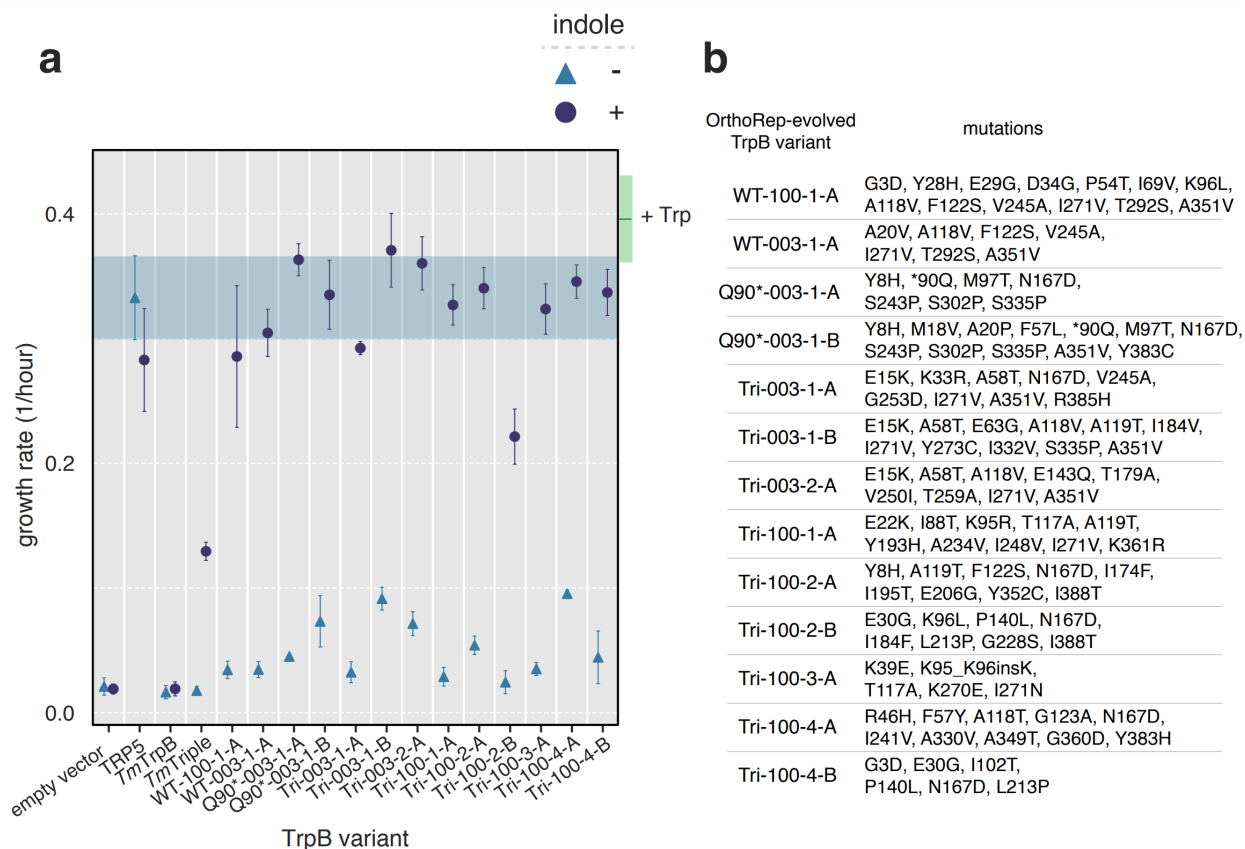 a
indole
-
+
growth rate (1/hour)
0.4
0.2
0.0
+ Trp
empty vector
TRP5
TmTrpB
TmTriple
WT-100-1-A
WT-003-1-A
Q90*-003-1-A
Q90*-003-1-B
Tri-003-1-A
Tri-003-1-B
Tri-003-2-A
Tri-100-1-A
Tri-100-2-A
Tri-100-2-B
Tri-100-3-A
Tri-100-4-A
Tri-100-4-B
TrpB variant
b
OrthoRep-evolved
TrpB variant
mutations
WT-100-1-A
G3D, Y28H, E29G, D34G, P54T, I69V, K96L,
A118V, F122S, V245A, I271V, T292S, A351V
WT-003-1-A
A20V, A118V, F122S, V245A,
I271V, T292S, A351V
Q90*-003-1-A
Y8H, *90Q, M97T, N167D,
S243P, S302P, S335P
Q90*-003-1-B
Y8H, M18V, A20P, F57L, *90Q, M97T, N167D,
S243P, S302P, S335P, A351V, Y383C
Tri-003-1-A
E15K, K33R, A58T, N167D, V245A,
G253D, I271V, A351V, R385H
Tri-003-1-B
E15K, A58T, E63G, A118V, A119T, I184V,
I271V, Y273C, I332V, S335P, A351V
Tri-003-2-A
E15K, A58T, A118V, E143Q, T179A,
V250I, T259A, I271V, A351V
Tri-100-1-A
E22K, I88T, K95R, T117A, A119T,
Y193H, A234V, I248V, I271V, K361R
Tri-100-2-A
Y8H, A119T, F122S, N167D, I174F,
I195T, E206G, Y352C, I388T
Tri-100-2-B
E30G, K96L, P140L, N167D,
I184F, L213P, G228S, I388T
Tri-100-3-A
K39E, K95_K96insK,
T117A, K270E, I271N
Tri-100-4-A
R46H, F57Y, A118T, G123A, N167D,
I241V, A330V, A349T, G360D, Y383H
Tri-100-4-B
G3D, E30G, I102T,
P140L, N167D, L213P